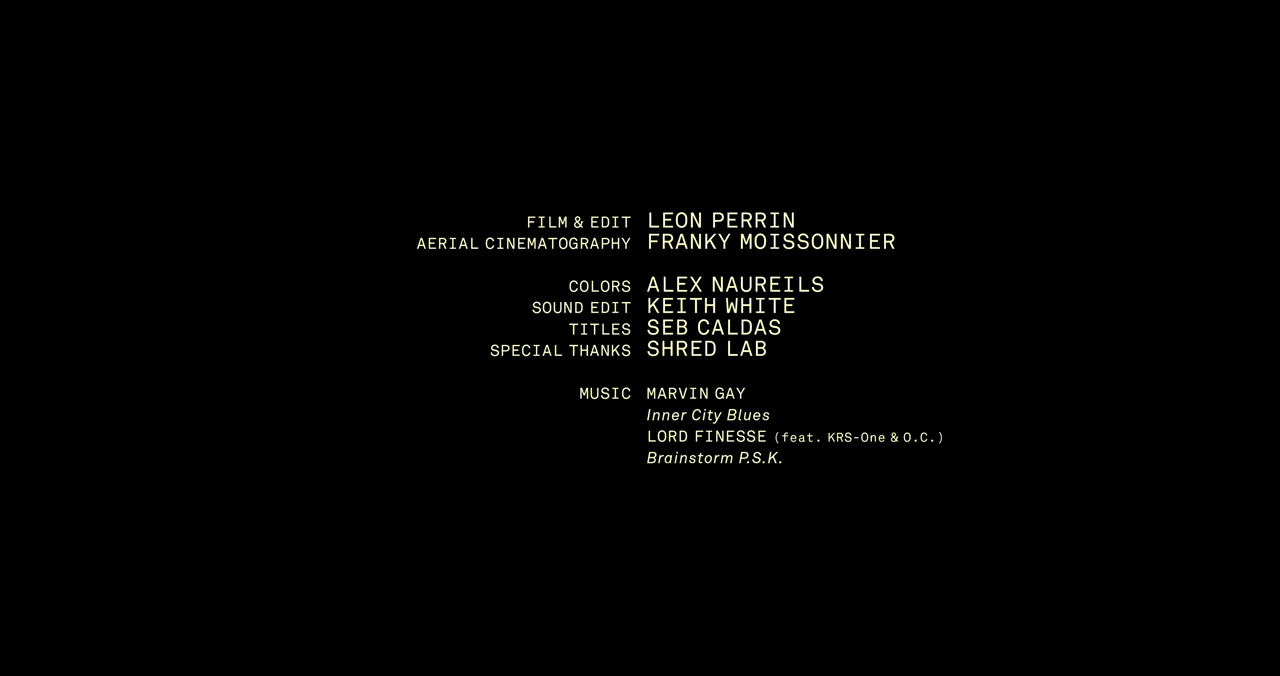 FILM & EDIT LEON PERRIN
AERIAL CINEMATOGRAPHY FRANKY MOISSONNIER
COLORS ALEX NAUREILS
SOUND EDIT KEITH WHITE
TITLES SEB CALDAS
SPECIAL THANKS SHRED LAB
MUSIC MARVIN GAY
Inner City Blues
LORD FINESSE (feat. KRS-One & O.C.)
Brainstorm P.S.K.